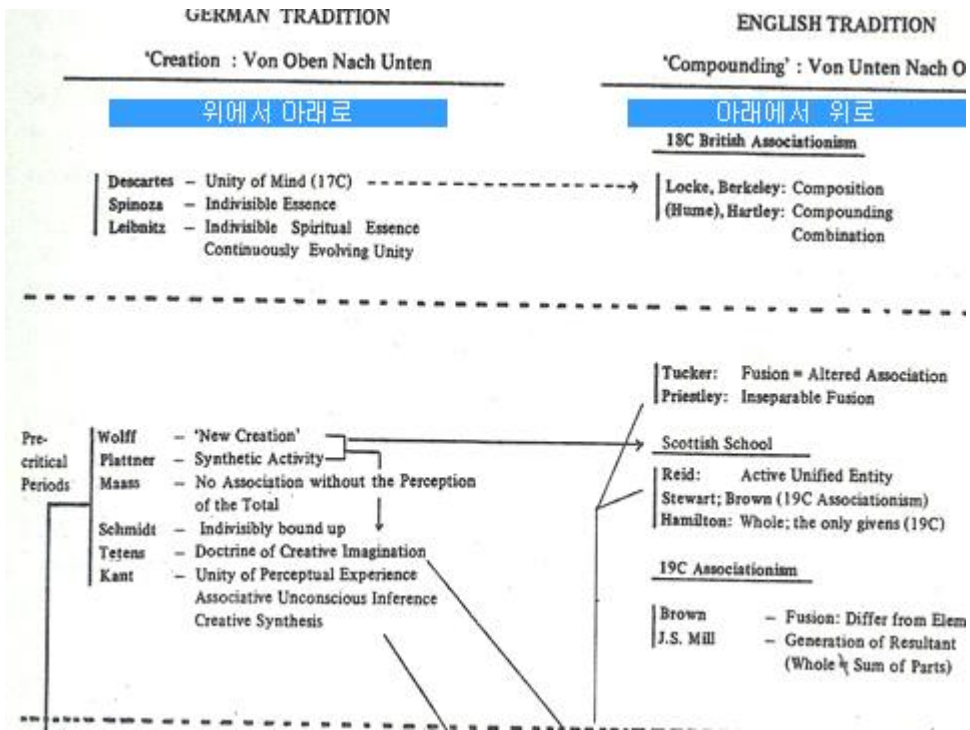 GERMAN TRADITION
'Creation : Von Oben Nach Unten
위에서 아래로
Descartes – Unity of Mind (17C)
Spinoza – Indivisible Essence
Leibnitz – Indivisible Spiritual Essence
Continuously Evolving Unity
ENGLISH TRADITION
'Compounding' : Von Unten Nach O
아래에서 위로
18C British Associationism
Locke, Berkeley: Composition
(Hume), Hartley: Compounding
Combination
Pre-
critical
Periods
Wolff – 'New Creation'
Plattner – Synthetic Activity
Maass – No Association without the Perception
of the Total
Schmidt – Indivisibly bound up
Tetens – Doctrine of Creative Imagination
Kant – Unity of Perceptual Experience
Associative Unconscious Inference
Creative Synthesis
Tucker: Fusion = Altered Association
Priestley: Inseparable Fusion
Scottish School
Reid: Active Unified Entity
Stewart; Brown (19C Associationism)
Hamilton: Whole; the only givens (19C)
19C Associationism
Brown – Fusion: Differ from Elem
J.S. Mill – Generation of Resultant
(Whole ≠ Sum of Parts)